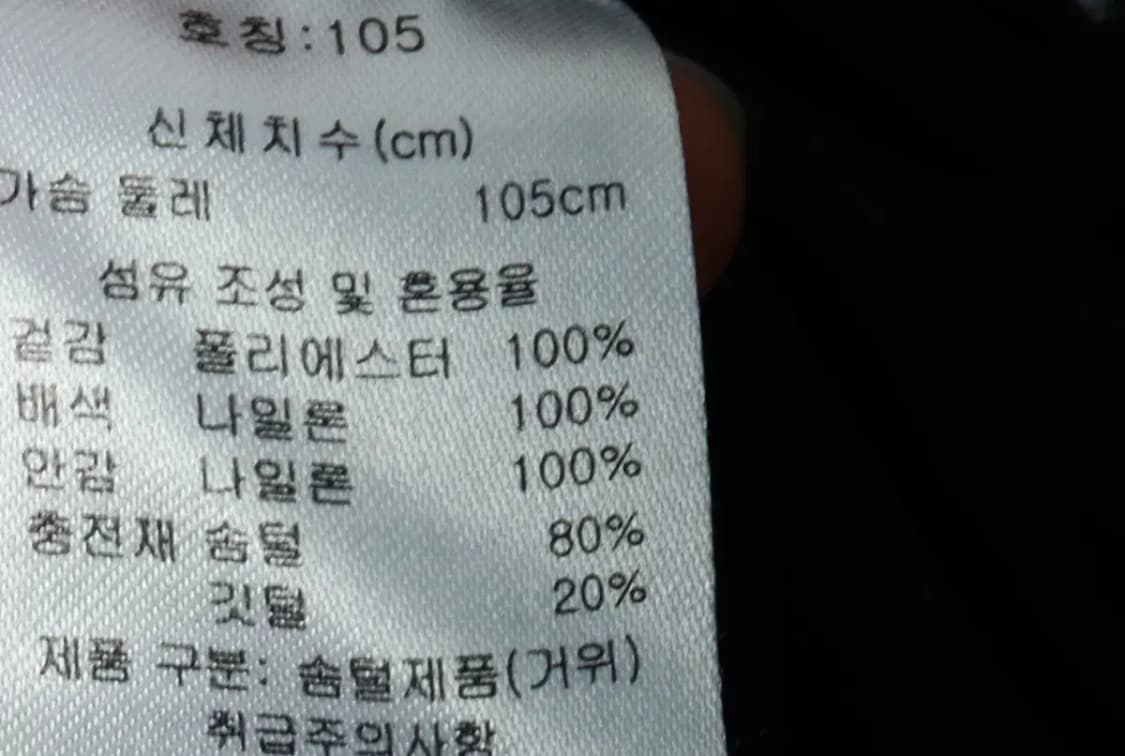 호칭:105
신체치수(cm)
가슴 둘레 105cm
섬유 조성 및 혼용율
겉감 폴리에스터 100%
배색 나일론 100%
안감 나일론 100%
충전재 솜털 80%
깃털 20%
제품 구분: 솜털제품(거위)
취급주의사항